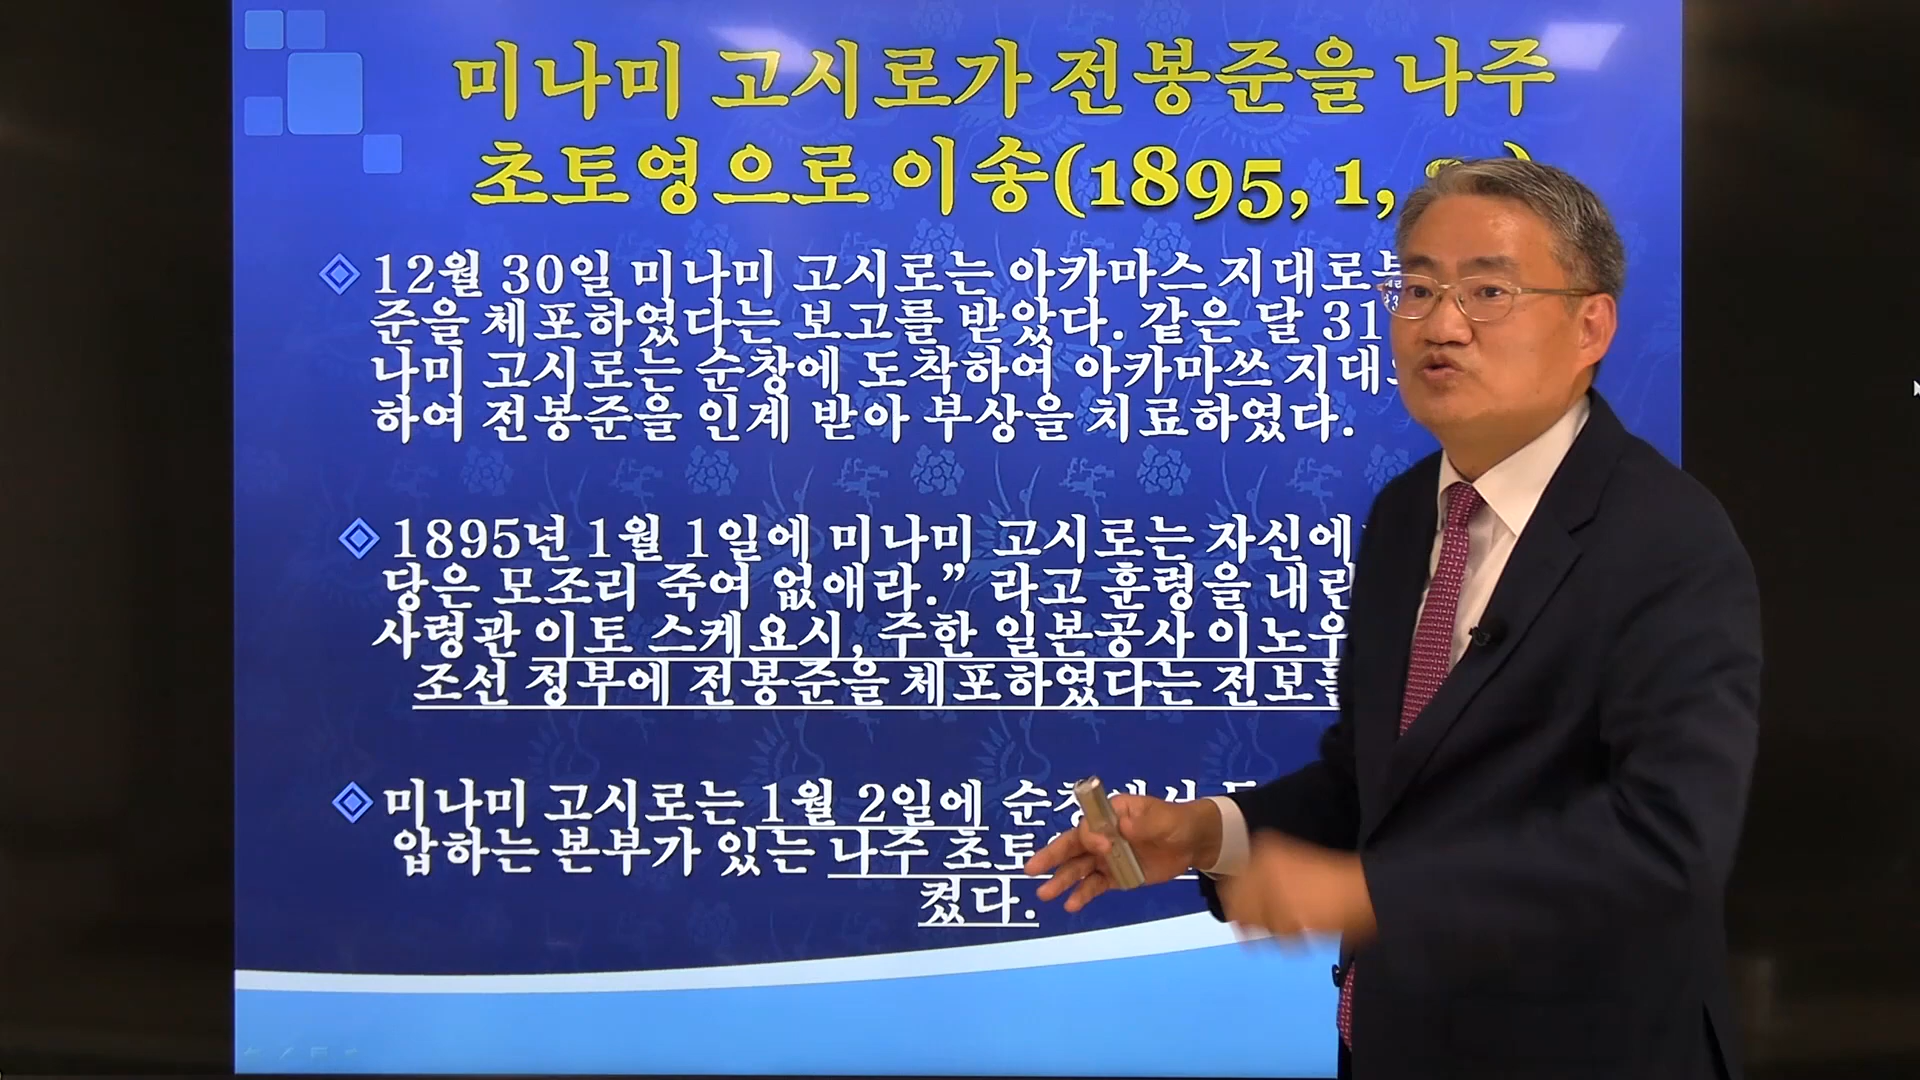 미나미 고시로가 전봉준을 나주
초토영으로 이송(1895, 1,
12월 30일 미나미 고시로는 아카마스 지대로부
준을 체포하였다는 보고를 받았다. 같은 달 31
나미 고시로는 순창에 도착하여 아카마쓰 지대
하여 전봉준을 인계 받아 부상을 치료하였다.
1895년 1월 1일에 미나미 고시로는 자신에
당은 모조리 죽여 없애라.” 라고 훈령을 내린
사령관 이토 스케요시, 주한 일본공사 이노우
조선 정부에 전봉준을 체포하였다는 전보를
미나미 고시로는 1월 2일에
압하는 본부가 있는 나주 초토
켰다.